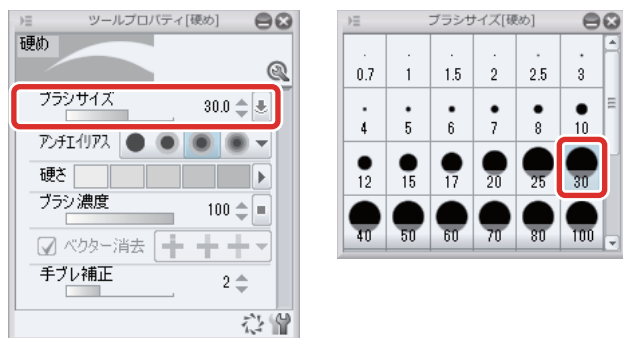 ツールプロパティ[硬め]
硬め
ブラシサイズ 30.0
アンチエイリアス
硬さ
ブラシ濃度 100
ベクター消去
手ブレ補正 2
ブラシサイズ[硬め]
0.7 1 1.5 2 2.5 3
4 5 6 7 8 10
12 15 17 20 25 30
40 50 60 70 80 100